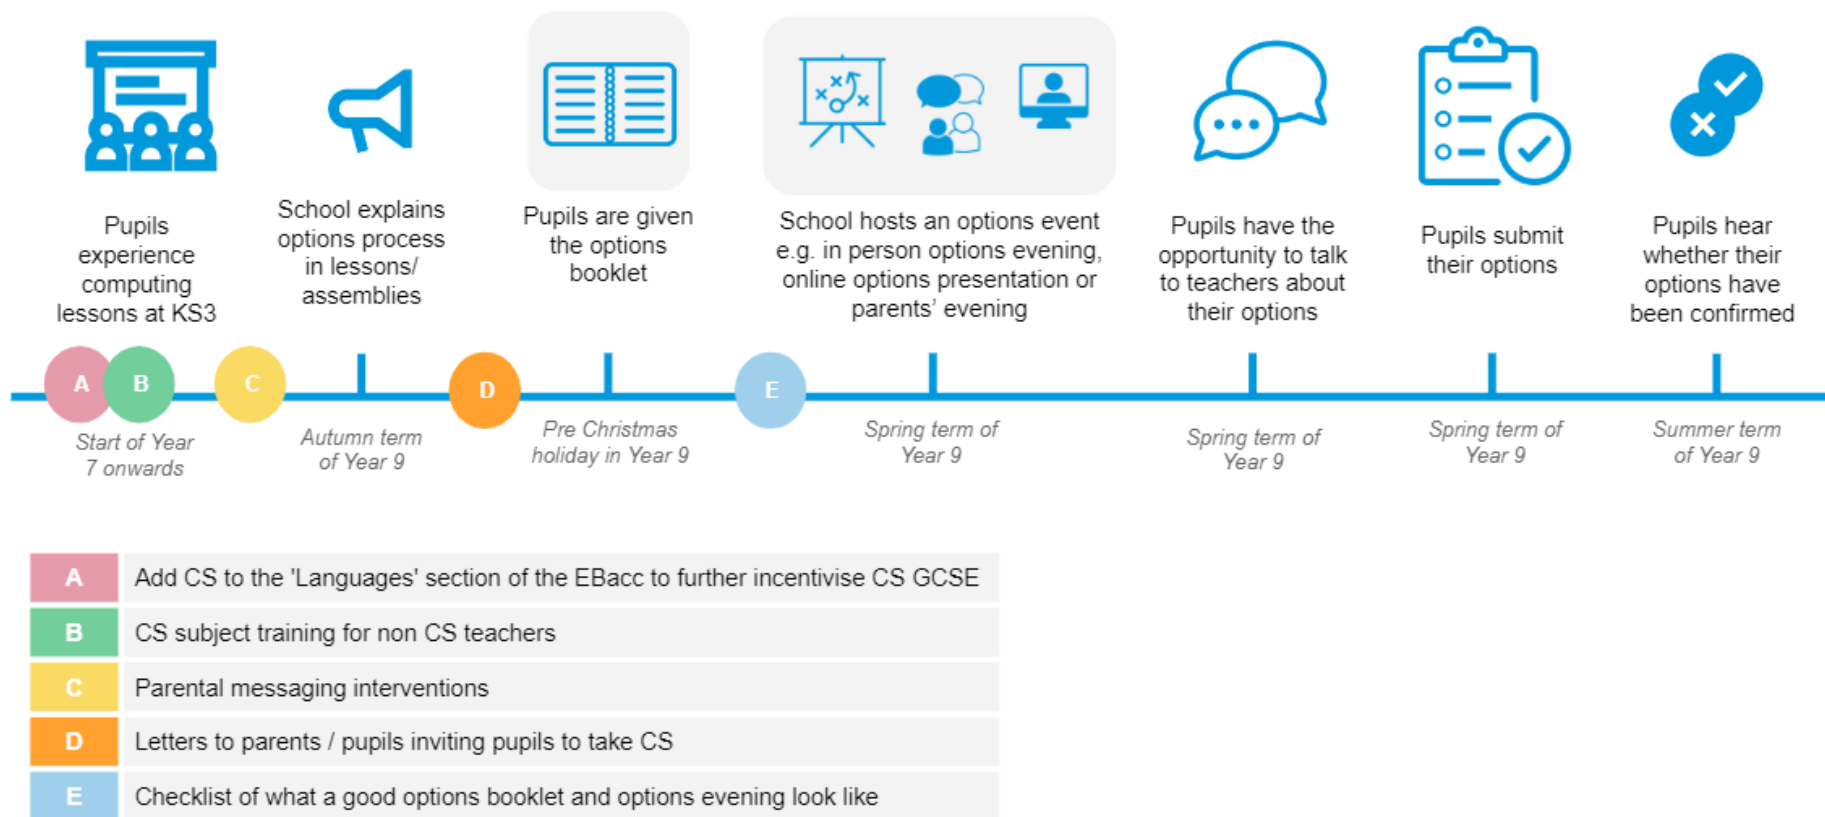 Pupils
experience
computing
lessons at KS3
School explains
options process
in lessons/
assemblies
Pupils are given
the options
booklet
School hosts an options event
e.g. in person options evening,
online options presentation or
parents' evening
Pupils have the
opportunity to talk
to teachers about
their options
Pupils submit
their options
Pupils hear
whether their
options have
been confirmed
A
B
C
D
E
Start of Year
7 onwards
Autumn term
of Year 9
Pre Christmas
holiday in Year 9
Spring term of
Year 9
Spring term of
Year 9
Spring term of
Year 9
Summer term
of Year 9
A Add CS to the 'Languages' section of the EBacc to further incentivise CS GCSE
B CS subject training for non CS teachers
C Parental messaging interventions
D Letters to parents / pupils inviting pupils to take CS
E Checklist of what a good options booklet and options evening look like